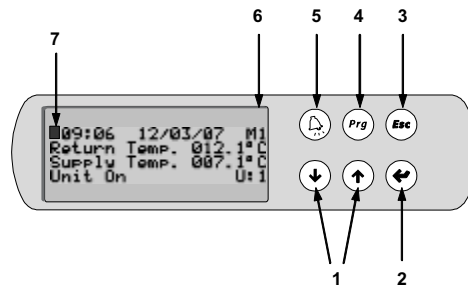 7
6
5
4
3
09:06 12/03/07 M1
Return Temp. 012.1°C
Supply Temp. 007.1°C
Unit On U:1
Prg
Esc
1
2